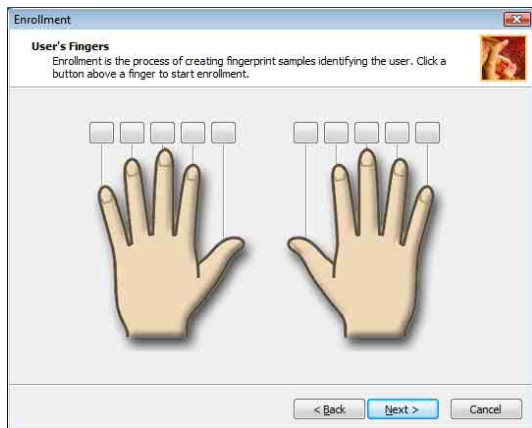 Enrollment
User's Fingers
Enrollment is the process of creating fingerprint samples identifying the user. Click a
button above a finger to start enrollment.
< Back
Next >
Cancel